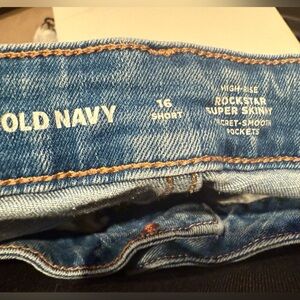 OLD NAVY
16
SHORT
HIGH-RISE
ROCKSTAR
SUPER SKINNY
SECRET-SMOOTH
POCKETS